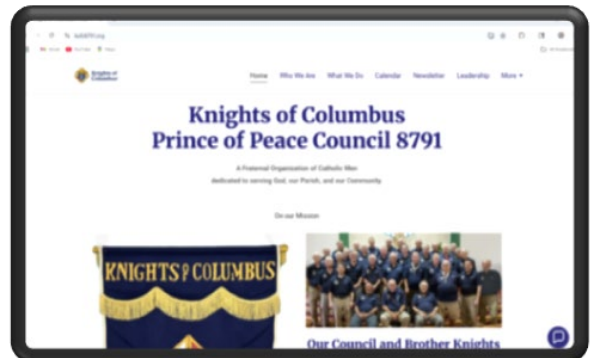 Knights of
Columbus
Home Who We Are What We Do Calendar Newsletter Leadership More
Knights of Columbus
Prince of Peace Council 8791
A Fraternal Organization of Catholic Men
dedicated to serving God, our Parish, and our Community
On our Mission
KNIGHTS OF COLUMBUS
Our Council and Brother Knights